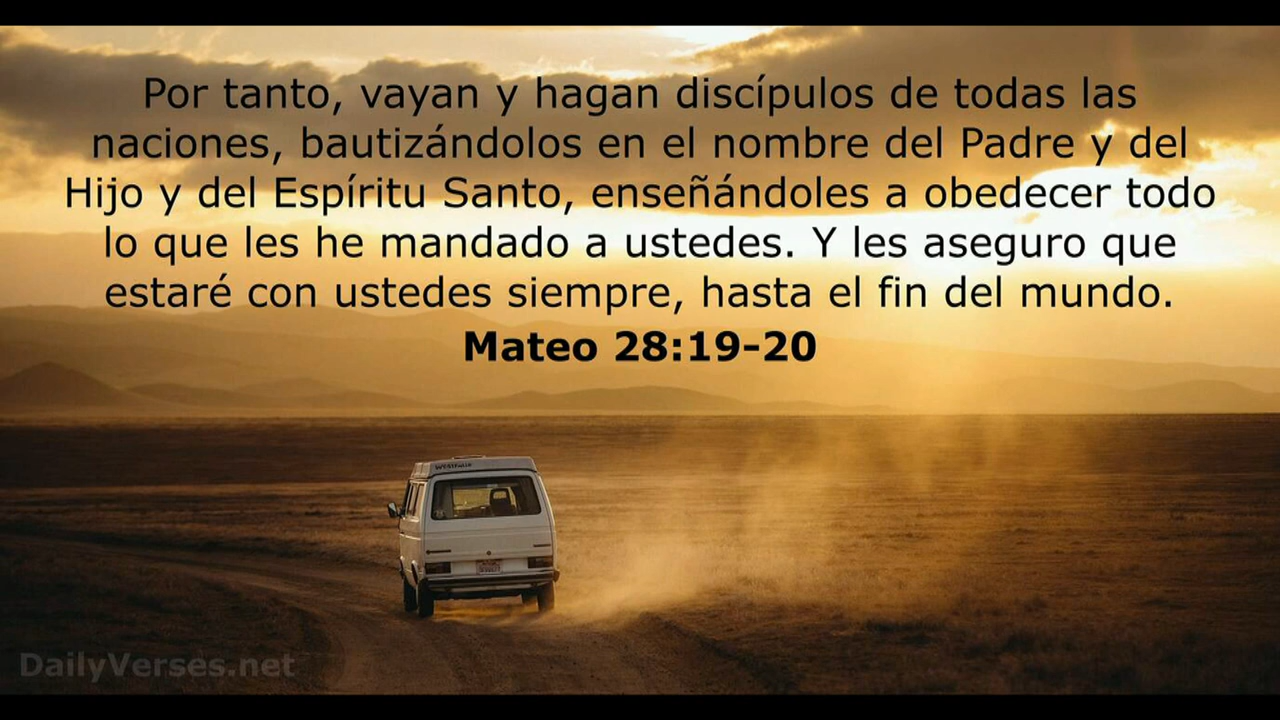 Por tanto, vayan y hagan discípulos de todas las
naciones, bautizándolos en el nombre del Padre y del
Hijo y del Espíritu Santo, enseñándoles a obedecer todo
lo que les he mandado a ustedes. Y les aseguro que
estaré con ustedes siempre, hasta el fin del mundo.
Mateo 28:19-20
DailyVerses.net